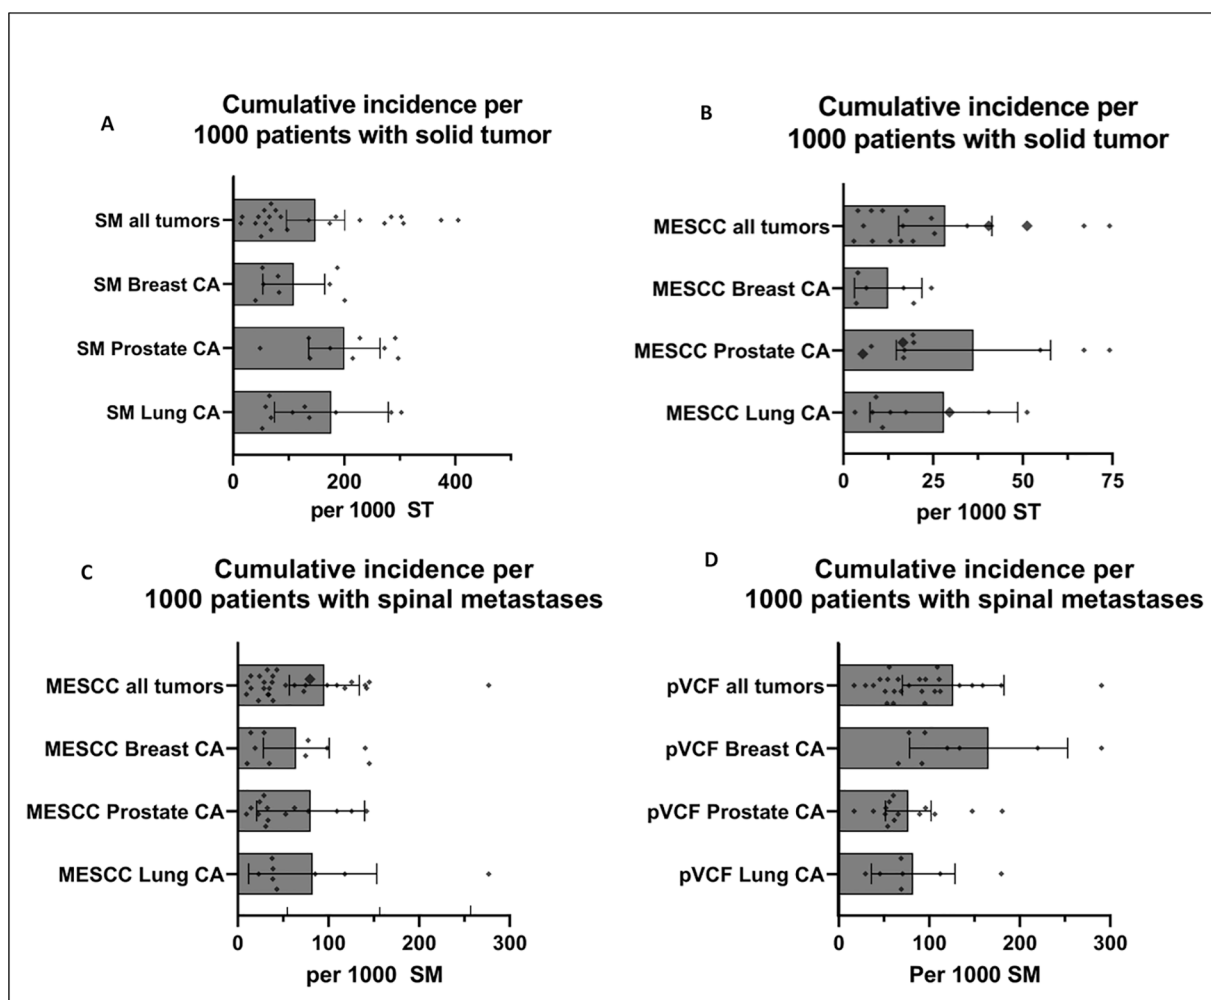 A
Cumulative incidence per
1000 patients with solid tumor
SM all tumors
SM Breast CA
SM Prostate CA
SM Lung CA
0 200 400
per 1000 ST
B
Cumulative incidence per
1000 patients with solid tumor
MESCC all tumors
MESCC Breast CA
MESCC Prostate CA
MESCC Lung CA
0 25 50 75
per 1000 ST
C
Cumulative incidence per
1000 patients with spinal metastases
MESCC all tumors
MESCC Breast CA
MESCC Prostate CA
MESCC Lung CA
0 100 200 300
per 1000 SM
D
Cumulative incidence per
1000 patients with spinal metastases
pVCF all tumors
pVCF Breast CA
pVCF Prostate CA
pVCF Lung CA
0 100 200 300
Per 1000 SM